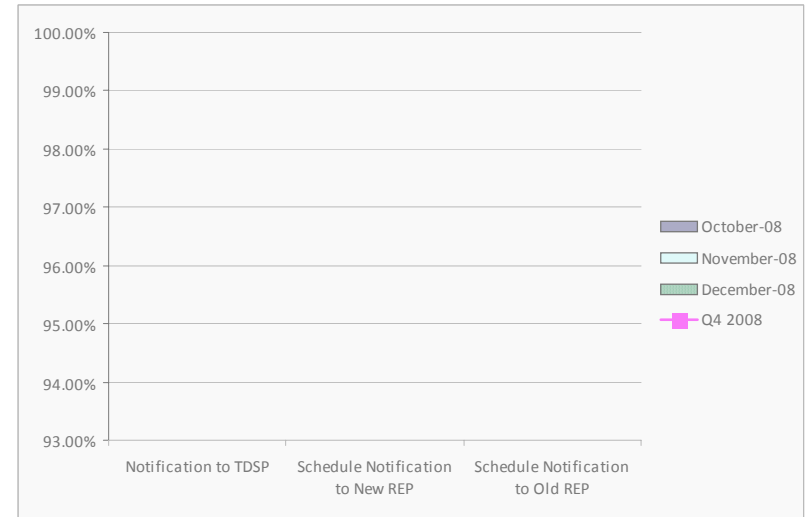 100.00%
99.00%
98.00%
97.00%
96.00%
95.00%
94.00%
93.00%
Notification to TDSP
Schedule Notification
to New REP
Schedule Notification
to Old REP
October-08
November-08
December-08
Q4 2008